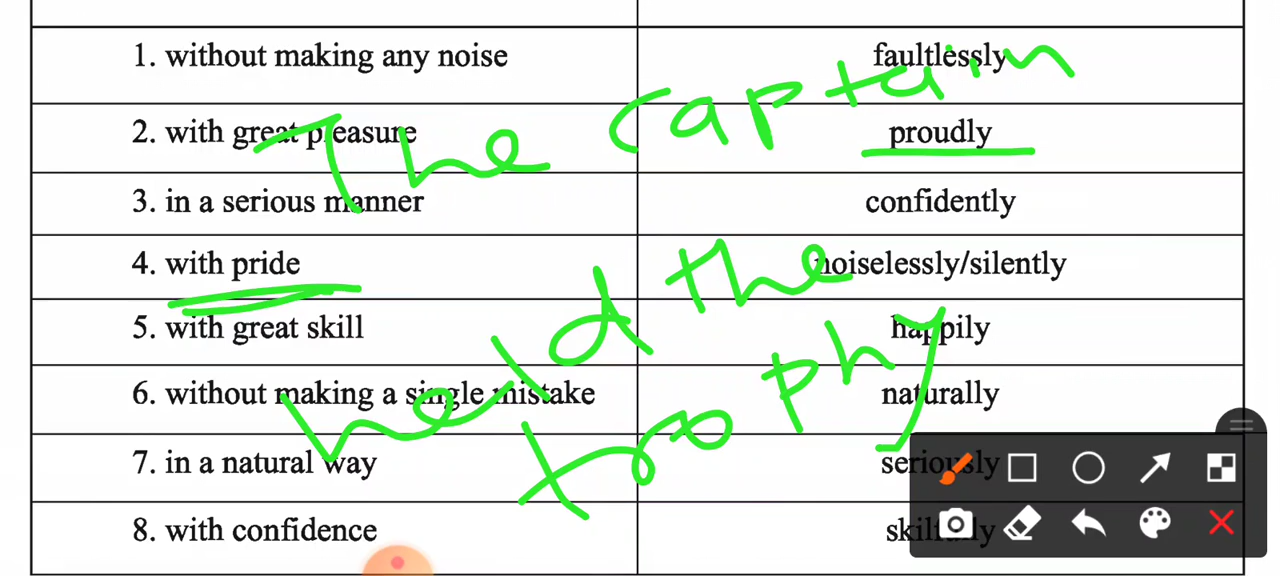 1. without making any noise faultlessly
2. with great pleasure proudly
3. in a serious manner confidently
4. with pride noiselessly/silently
5. with great skill happily
6. without making a single mistake naturally
7. in a natural way seriously
8. with confidence skilfully
The captain
held the
trophy